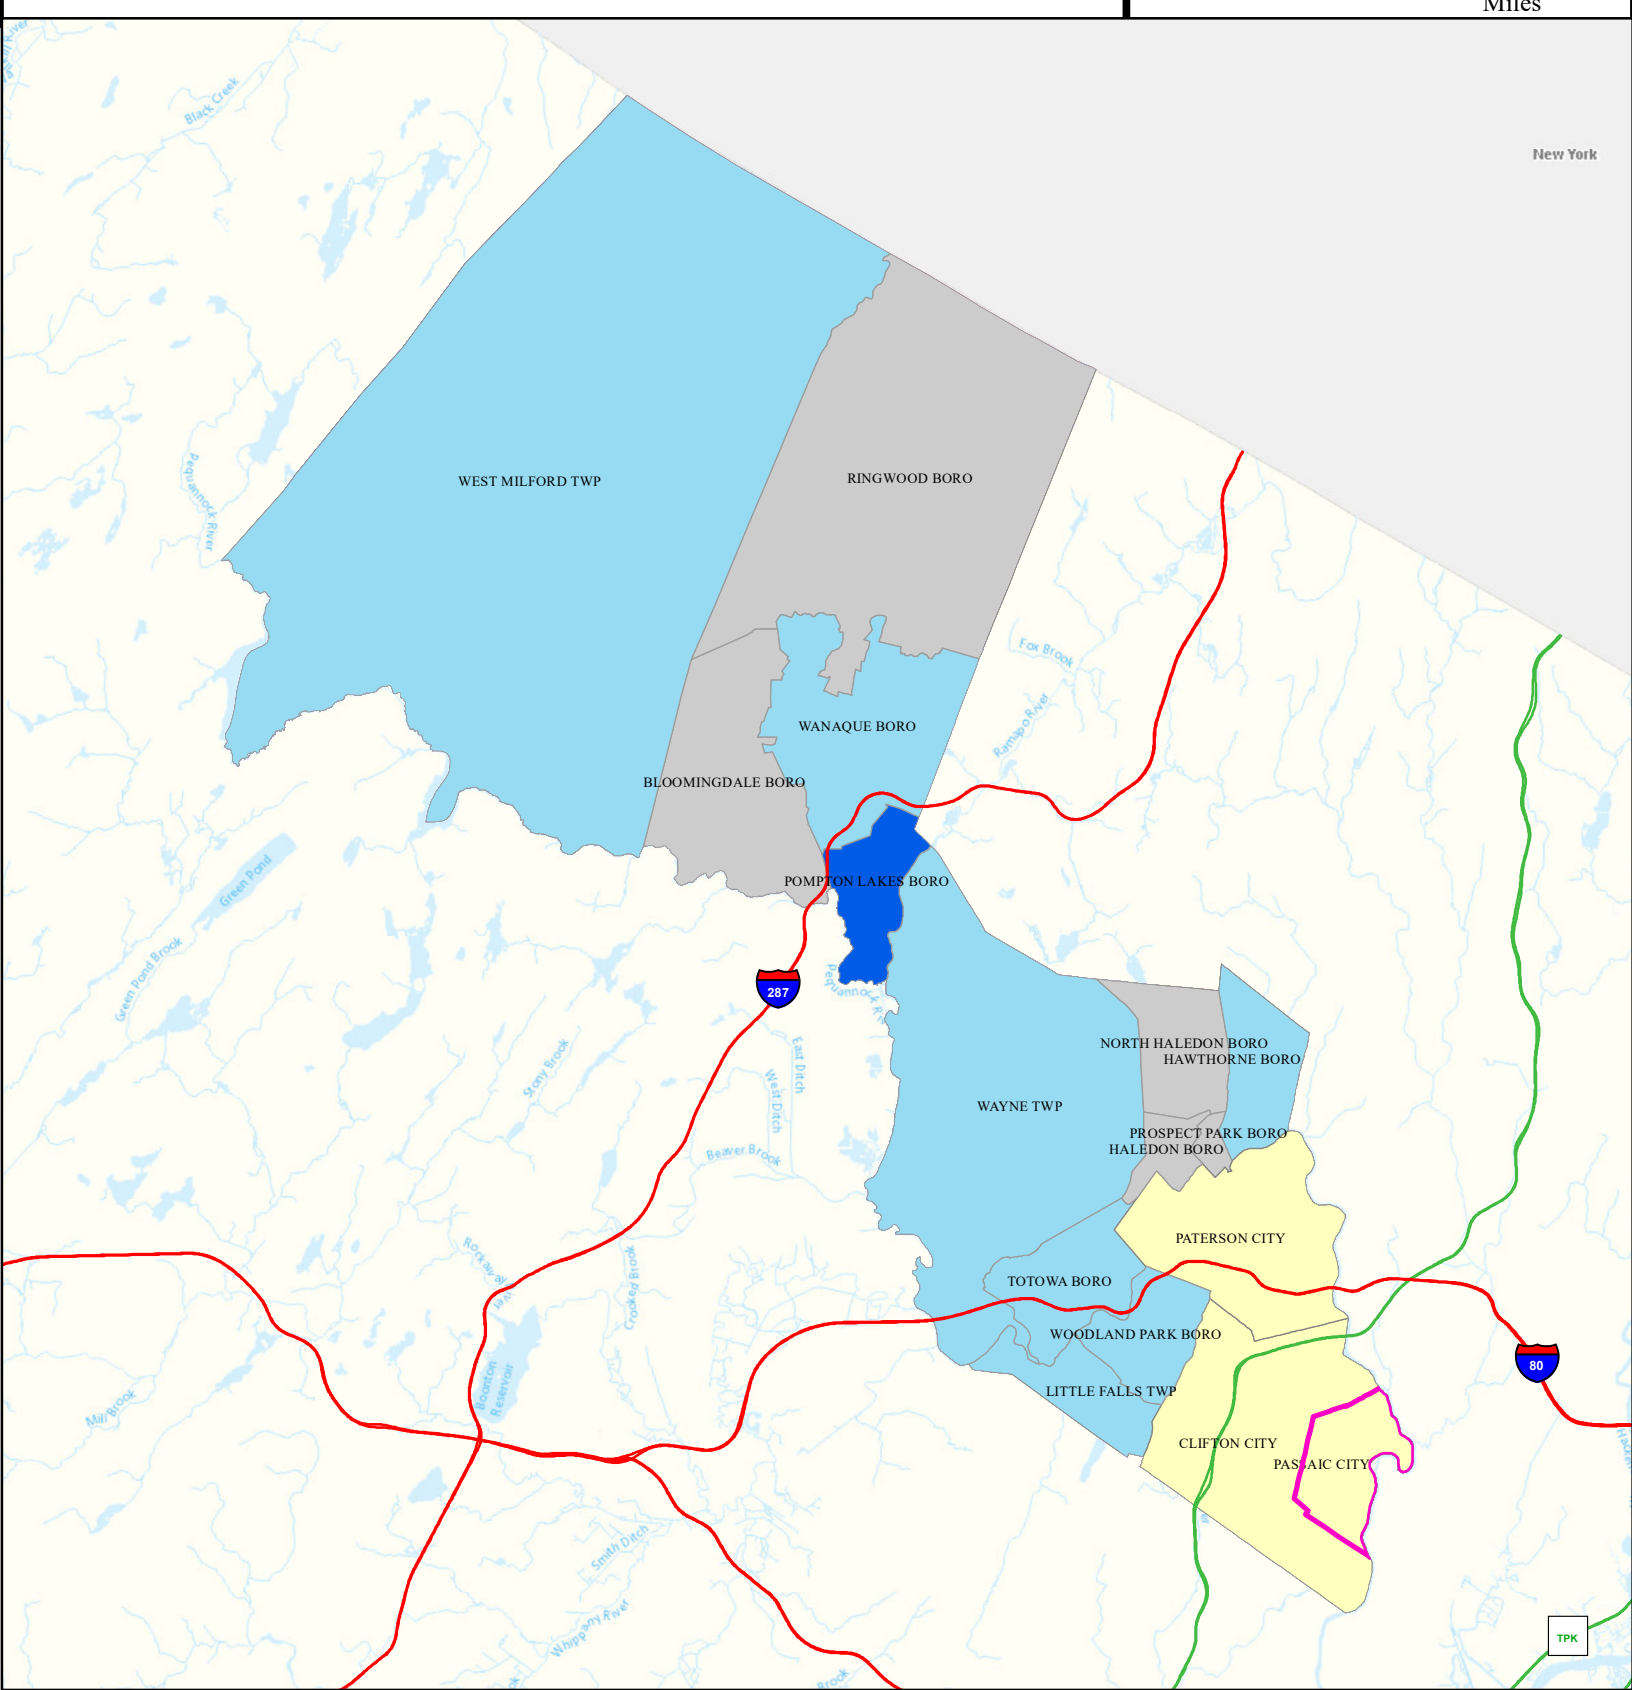 Miles
Black Creek
New York
Pequannock River
WEST MILFORD TWP
RINGWOOD BORO
Fox Brook
Ramapo River
WANAQUE BORO
BLOOMINGDALE BORO
Green Pond
POMPTON LAKES BORO
Green Pond Brook
287
Pequannock Ri
North HALEDON BORO
HAWTHORNE BORO
East Ditch
West Ditch
Stony Brook
WAYNE TWP
PROSPECT PARK BORO
HALEDON BORO
Beaver Brook
PATERSON CITY
Rockaway River
Crooked Brook
TOTOWA BORO
WOODLAND PARK BORO
80
Boonton
Reservoir
LITTLE FALLS TWP
Mill Brook
CLIFTON CITY
PASSAIC CITY
Smith Ditch
Whippany River
TPK
Brook